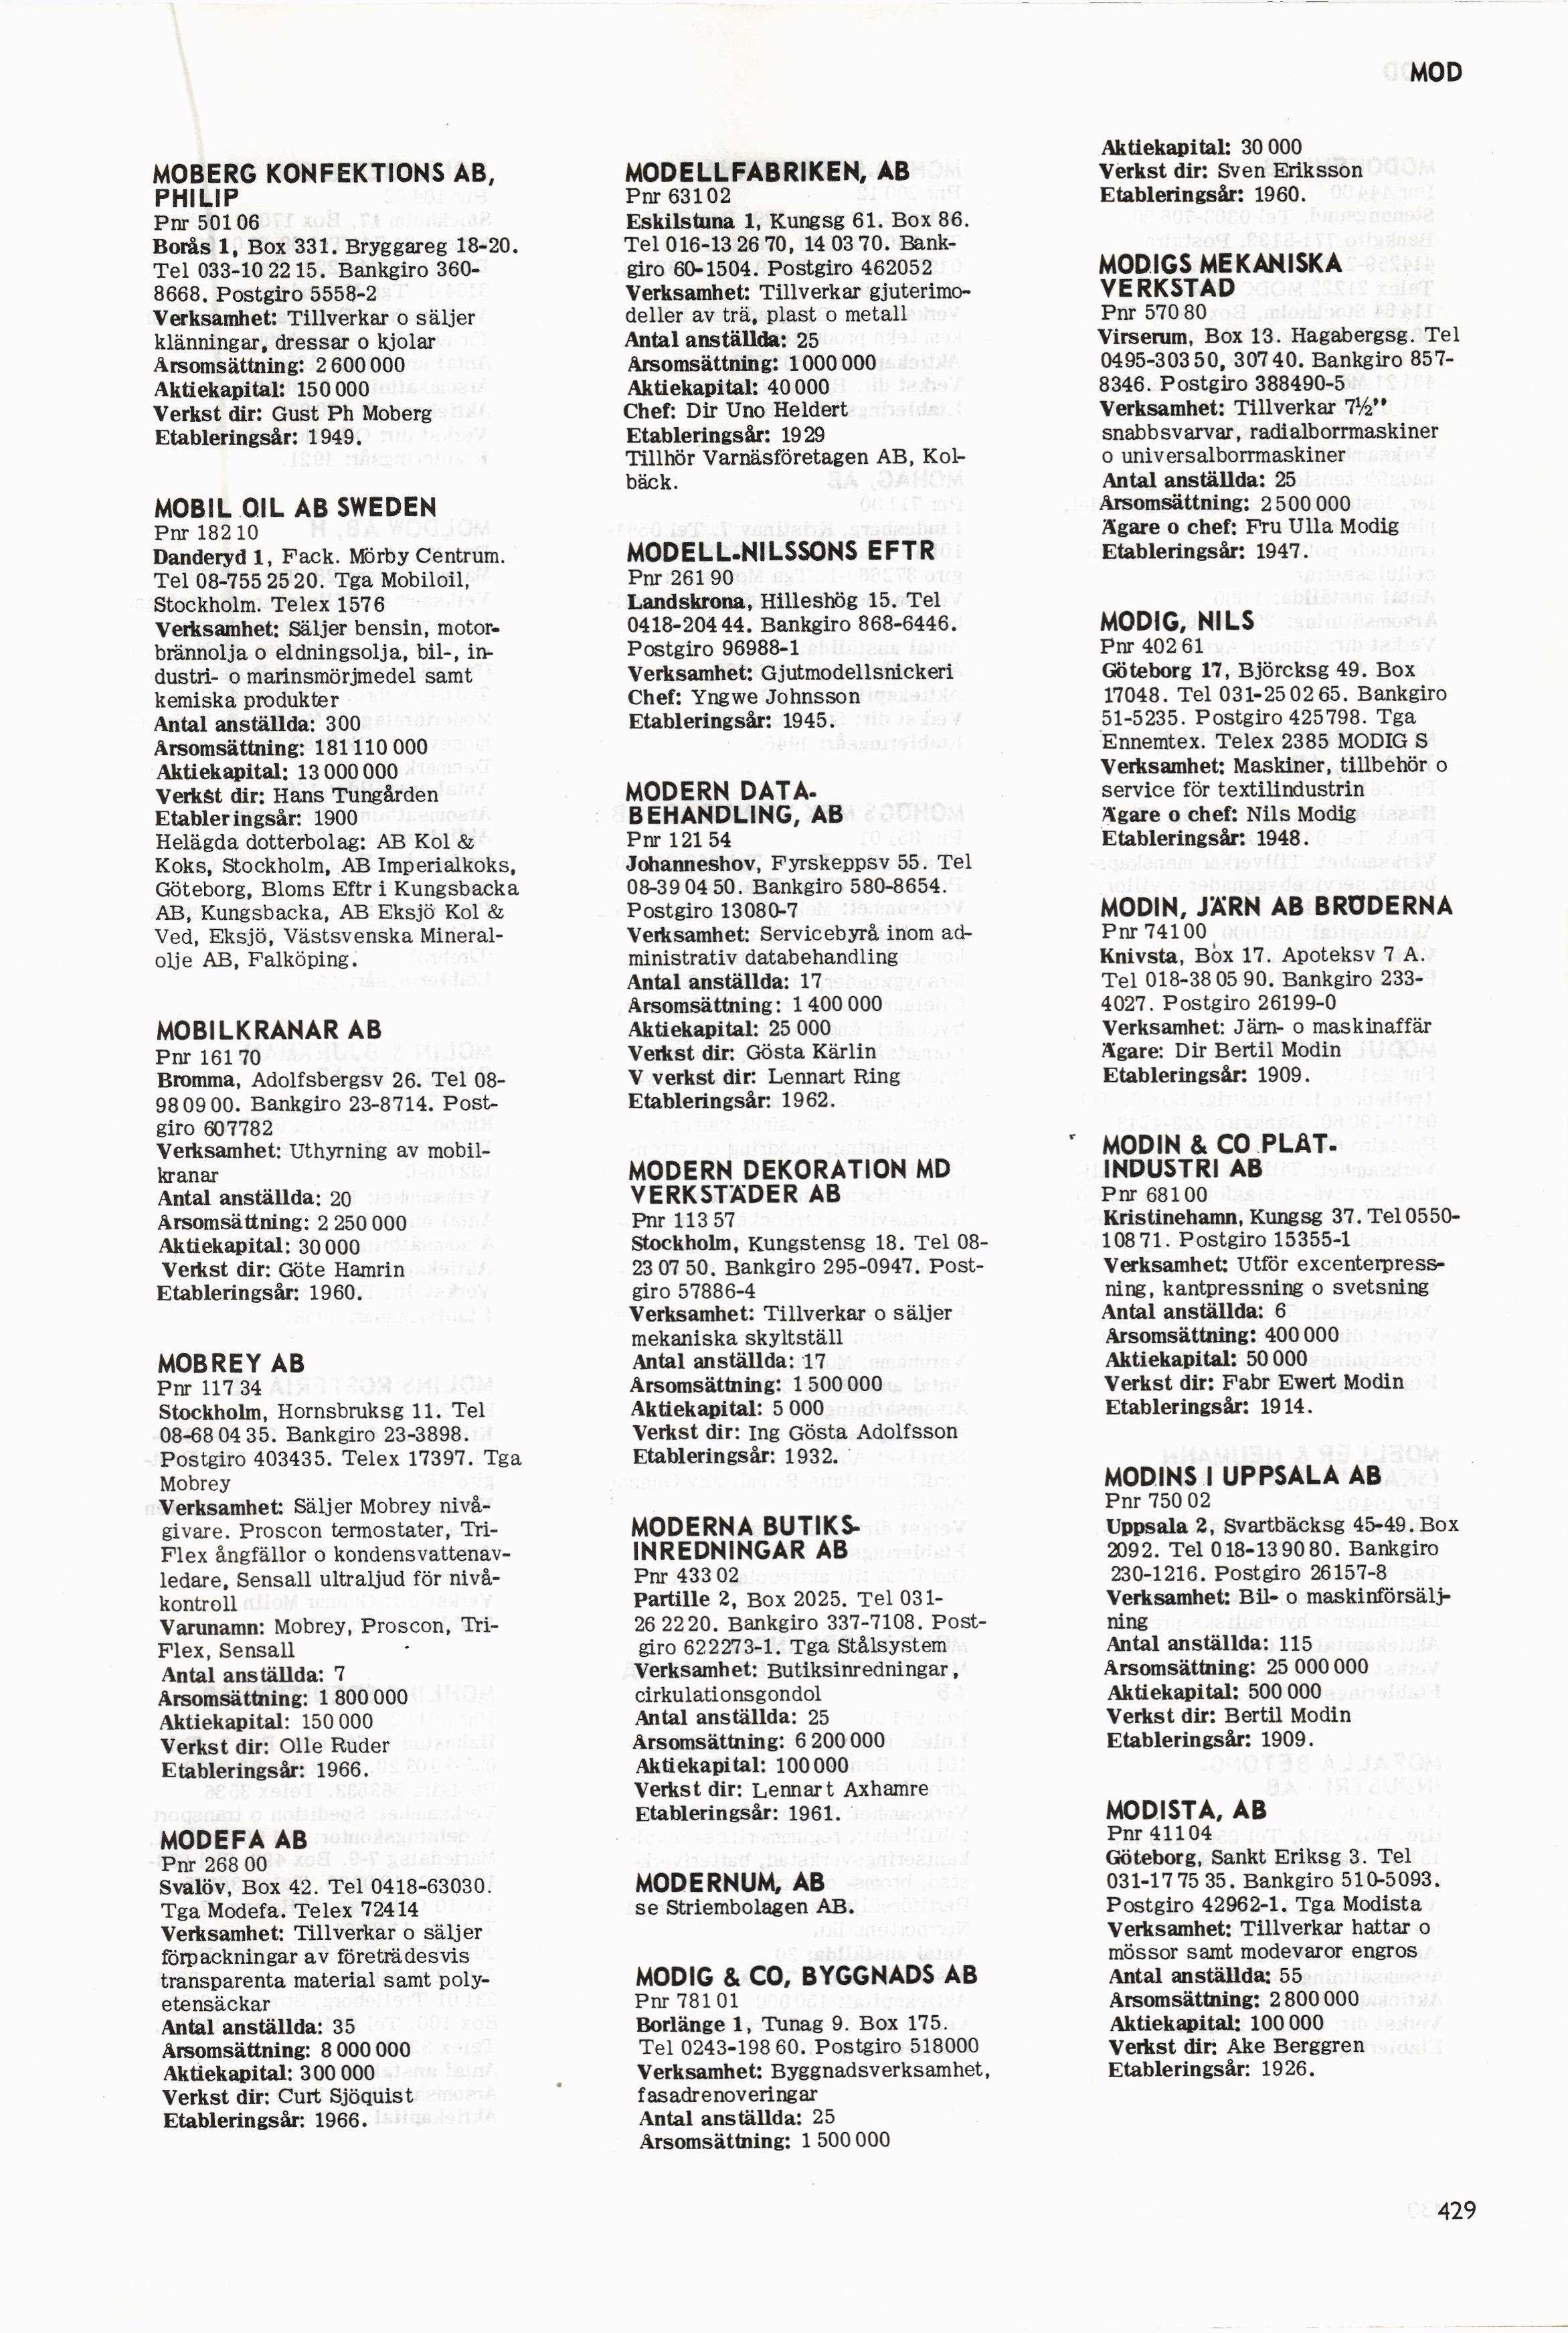 MOD
MOBERG KONFEKTIONS AB,
PHILIP
Pnr 501 06
Borås 1, Box 331. Bryggareg 18-20.
Tel 033-10 22 15. Bankgiro 360-
8668. Postgiro 5558-2
Verksamhet: Tillverkar o säljer
klänningar, dressar o kjolar
Årsomsättning: 2 600 000
Aktiekapital: 150 000
Verkst dir: Gust Ph Moberg
Etableringsår: 1949.
MOBIL OIL AB SWEDEN
Pnr 182 10
Danderyd 1, Fack. Mörby Centrum.
Tel 08-755 25 20. Tga Mobiloil,
Stockholm. Telex 1576
Verksamhet: Säljer bensin, motor-
brännolja o eldningsolja, bil-, in-
dustri- o marinsmörjmedel samt
kemiska produkter
Antal anställda: 300
Årsomsättning: 181 110 000
Aktiekapital: 13 000 000
Verkst dir: Hans Tungården
Etableringsår: 1900
Helägda dotterbolag: AB Kol &
Koks, Stockholm, AB Imperialkoks,
Göteborg, Bloms Eftr i Kungsbacka
AB, Kungsbacka, AB Eksjö Kol &
Ved, Eksjö, Västsvenska Mineral-
olje AB, Falköping.
MOBILKRANAR AB
Pnr 161 70
Bromma, Adolfsbergsv 26. Tel 08-
98 09 00. Bankgiro 23-8714. Post-
giro 607782
Verksamhet: Uthyrning av mobil-
kranar
Antal anställda: 20
Årsomsättning: 2 250 000
Aktiekapital: 30 000
Verkst dir: Göte Hamrin
Etableringsår: 1960.
MOBREY AB
Pnr 117 34
Stockholm, Hornsbruksg 11. Tel
08-68 04 35. Bankgiro 23-3898.
Postgiro 403435. Telex 17397. Tga
Mobrey
Verksamhet: Säljer Mobrey nivå-
givare. Proscon termostater, Tri-
Flex ångfällor o kondensvattenav-
ledare, Sensall ultraljud för nivå-
kontroll
Varunamn: Mobrey, Proscon, Tri-
Flex, Sensall
Antal anställda: 7
Årsomsättning: 1 800 000
Aktiekapital: 150 000
Verkst dir: Olle Ruder
Etableringsår: 1966.
MODEFA AB
Pnr 268 00
Svalöv, Box 42. Tel 0418-63030.
Tga Modefa. Telex 72414
Verksamhet: Tillverkar o säljer
förpackningar av företrädesvis
transparenta material samt poly-
etensäckar
Antal anställda: 35
Årsomsättning: 8 000 000
Aktiekapital: 300 000
Verkst dir: Curt Sjöquist
Etableringsår: 1966.
MODELLFABRIKEN, AB
Pnr 631 02
Eskilstuna 1, Kungsg 61. Box 86.
Tel 016-13 26 70, 14 03 70. Bank-
giro 60-1504. Postgiro 462052
Verksamhet: Tillverkar gjuterimo-
deller av trä, plast o metall
Antal anställda: 25
Årsomsättning: 1 000 000
Aktiekapital: 40 000
Chef: Dir Uno Heldert
Etableringsår: 1929
Tillhör Varnäsföretagen AB, Kol-
bäck.
MODELL-NILSSONS EFTR
Pnr 261 90
Landskrona, Hilleshög 15. Tel
0418-204 44. Bankgiro 868-6446.
Postgiro 96988-1
Verksamhet: Gjutmodellsnickeri
Chef: Yngwe Johnsson
Etableringsår: 1945.
MODERN DATA-
BEHANDLING, AB
Pnr 121 54
Johanneshov, Fyrskeppsv 55. Tel
08-39 04 50. Bankgiro 580-8654.
Postgiro 13080-7
Verksamhet: Servicebyrå inom ad-
ministrativ databehandling
Antal anställda: 17
Årsomsättning: 1 400 000
Aktiekapital: 25 000
Verkst dir: Gösta Kärlin
V verkst dir: Lennart Ring
Etableringsår: 1962.
MODERN DEKORATION MD
VERKSTÄDER AB
Pnr 113 57
Stockholm, Kungstensg 18. Tel 08-
23 07 50. Bankgiro 295-0947. Post-
giro 57886-4
Verksamhet: Tillverkar o säljer
mekaniska skyltställ
Antal anställda: 17
Årsomsättning: 1 500 000
Aktiekapital: 5 000
Verkst dir: Ing Gösta Adolfsson
Etableringsår: 1932.
MODERNA BUTIKS-
INREDNINGAR AB
Pnr 433 02
Partille 2, Box 2025. Tel 031-
26 22 20. Bankgiro 337-7108. Post-
giro 622273-1. Tga Stålsystem
Verksamhet: Butiksinredningar,
cirkulationsgondol
Antal anställda: 25
Årsomsättning: 6 200 000
Aktiekapital: 100 000
Verkst dir: Lennart Axhamre
Etableringsår: 1961.
MODERNUM, AB
se Striembolagen AB.
MODIG & CO, BYGGNADS AB
Pnr 781 01
Borlänge 1, Tunag 9. Box 175.
Tel 0243-198 60. Postgiro 518000
Verksamhet: Byggnadsverksamhet,
fasadrenoveringar
Antal anställda: 25
Årsomsättning: 1 500 000
Aktiekapital: 30 000
Verkst dir: Sven Eriksson
Etableringsår: 1960.
MODIGS MEKANISKA
VERKSTAD
Pnr 570 80
Virserum, Box 13. Hagabergsg. Tel
0495-303 50, 307 40. Bankgiro 857-
8346. Postgiro 388490-5
Verksamhet: Tillverkar 7½"
snabbsvarvar, radialborrmaskiner
o universalborrmaskiner
Antal anställda: 25
Årsomsättning: 2 500 000
Ägare o chef: Fru Ulla Modig
Etableringsår: 1947.
MODIG, NILS
Pnr 402 61
Göteborg 17, Björcksg 49. Box
17048. Tel 031-25 02 65. Bankgiro
51-5235. Postgiro 425798. Tga
Ennemtex. Telex 2385 MODIG S
Verksamhet: Maskiner, tillbehör o
service för textilindustrin
Ägare o chef: Nils Modig
Etableringsår: 1948.
MODIN, JÄRN AB BRÖDERNA
Pnr 741 00
Knivsta, Box 17. Apoteksv 7 A.
Tel 018-38 05 90. Bankgiro 233-
4027. Postgiro 26199-0
Verksamhet: Järn- o maskinaffär
Ägare: Dir Bertil Modin
Etableringsår: 1909.
MODIN & CO PLÅT-
INDUSTRI AB
Pnr 681 00
Kristinehamn, Kungsg 37. Tel 0550-
108 71. Postgiro 15355-1
Verksamhet: Utför excenterpress-
ning, kantpressning o svetsning
Antal anställda: 6
Årsomsättning: 400 000
Aktiekapital: 50 000
Verkst dir: Fabr Ewert Modin
Etableringsår: 1914.
MODINS I UPPSALA AB
Pnr 750 02
Uppsala 2, Svartbäcksg 45-49. Box
2092. Tel 018-13 90 80. Bankgiro
230-1216. Postgiro 26157-8
Verksamhet: Bil- o maskinförsälj-
ning
Antal anställda: 115
Årsomsättning: 25 000 000
Aktiekapital: 500 000
Verkst dir: Bertil Modin
Etableringsår: 1909.
MODISTA, AB
Pnr 411 04
Göteborg, Sankt Eriksg 3. Tel
031-17 75 35. Bankgiro 510-5093.
Postgiro 42962-1. Tga Modista
Verksamhet: Tillverkar hattar o
mössor samt modevaror engros
Antal anställda: 55
Årsomsättning: 2 800 000
Aktiekapital: 100 000
Verkst dir: Åke Berggren
Etableringsår: 1926.
429